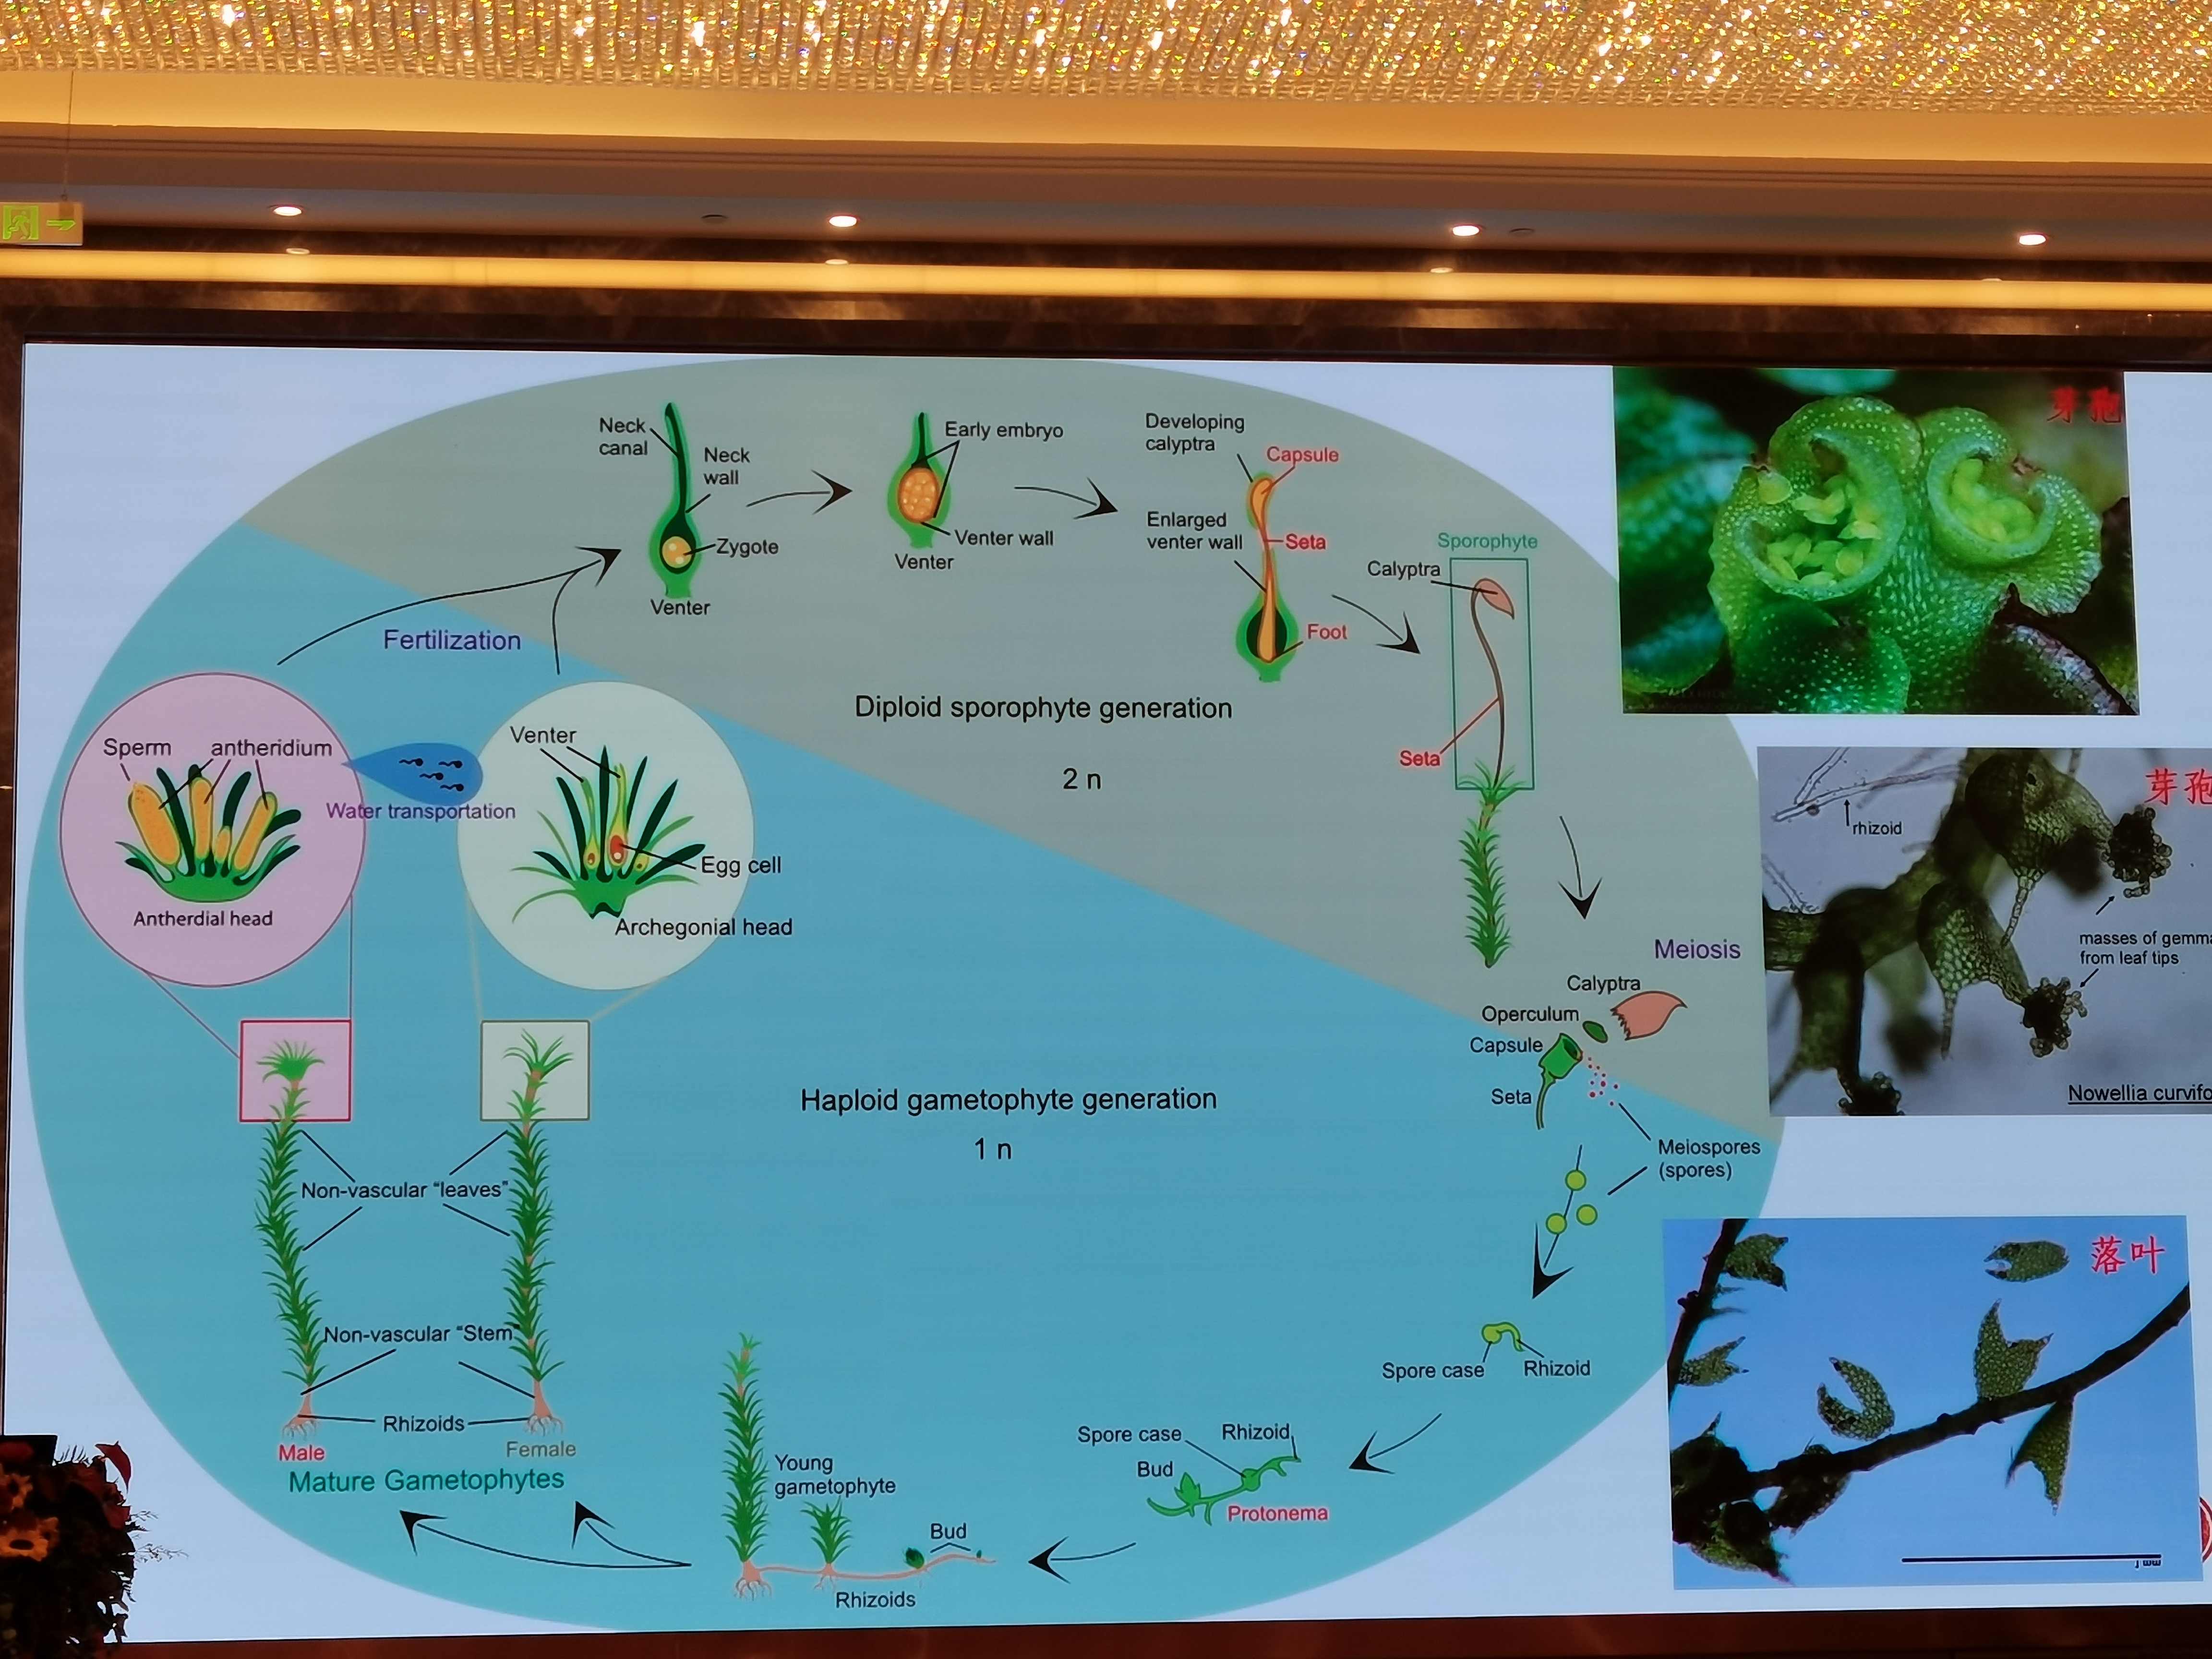 Neck
canal
Neck
wall
Zygote
Venter
Early embryo
Venter wall
Venter
Developing
calyptra
Capsule
Enlarged
venter wall
Seta
Foot
Sporophyte
Calyptra
Seta
Fertilization
Diploid sporophyte generation
2 n
Sperm
antheridium
Antherdial head
Water transportation
Venter
Egg cell
Archegonial head
Meiosis
Calyptra
Operculum
Capsule
Seta
Meiospores
(spores)
Haploid gametophyte generation
1 n
Non-vascular “leaves”
Non-vascular “Stem”
Rhizoids
Male
Female
Mature Gametophytes
Spore case
Rhizoid
Spore case
Rhizoid
Bud
Protonema
Young
gametophyte
Bud
Rhizoids
芽孢
芽孢
rhizoid
masses of gemma
from leaf tips
Nowellia curvifo
落叶
1 mm